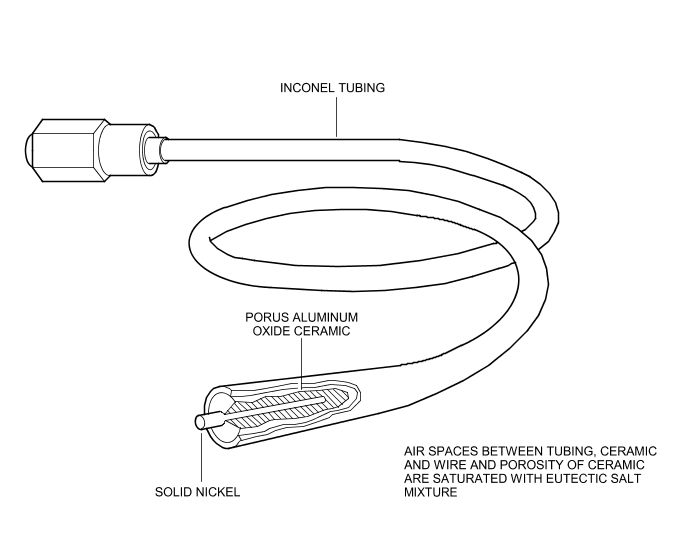 INCONEL TUBING
PORUS ALUMINUM
OXIDE CERAMIC
AIR SPACES BETWEEN TUBING, CERAMIC
AND WIRE AND POROSITY OF CERAMIC
ARE SATURATED WITH EUTECTIC SALT
MIXTURE
SOLID NICKEL